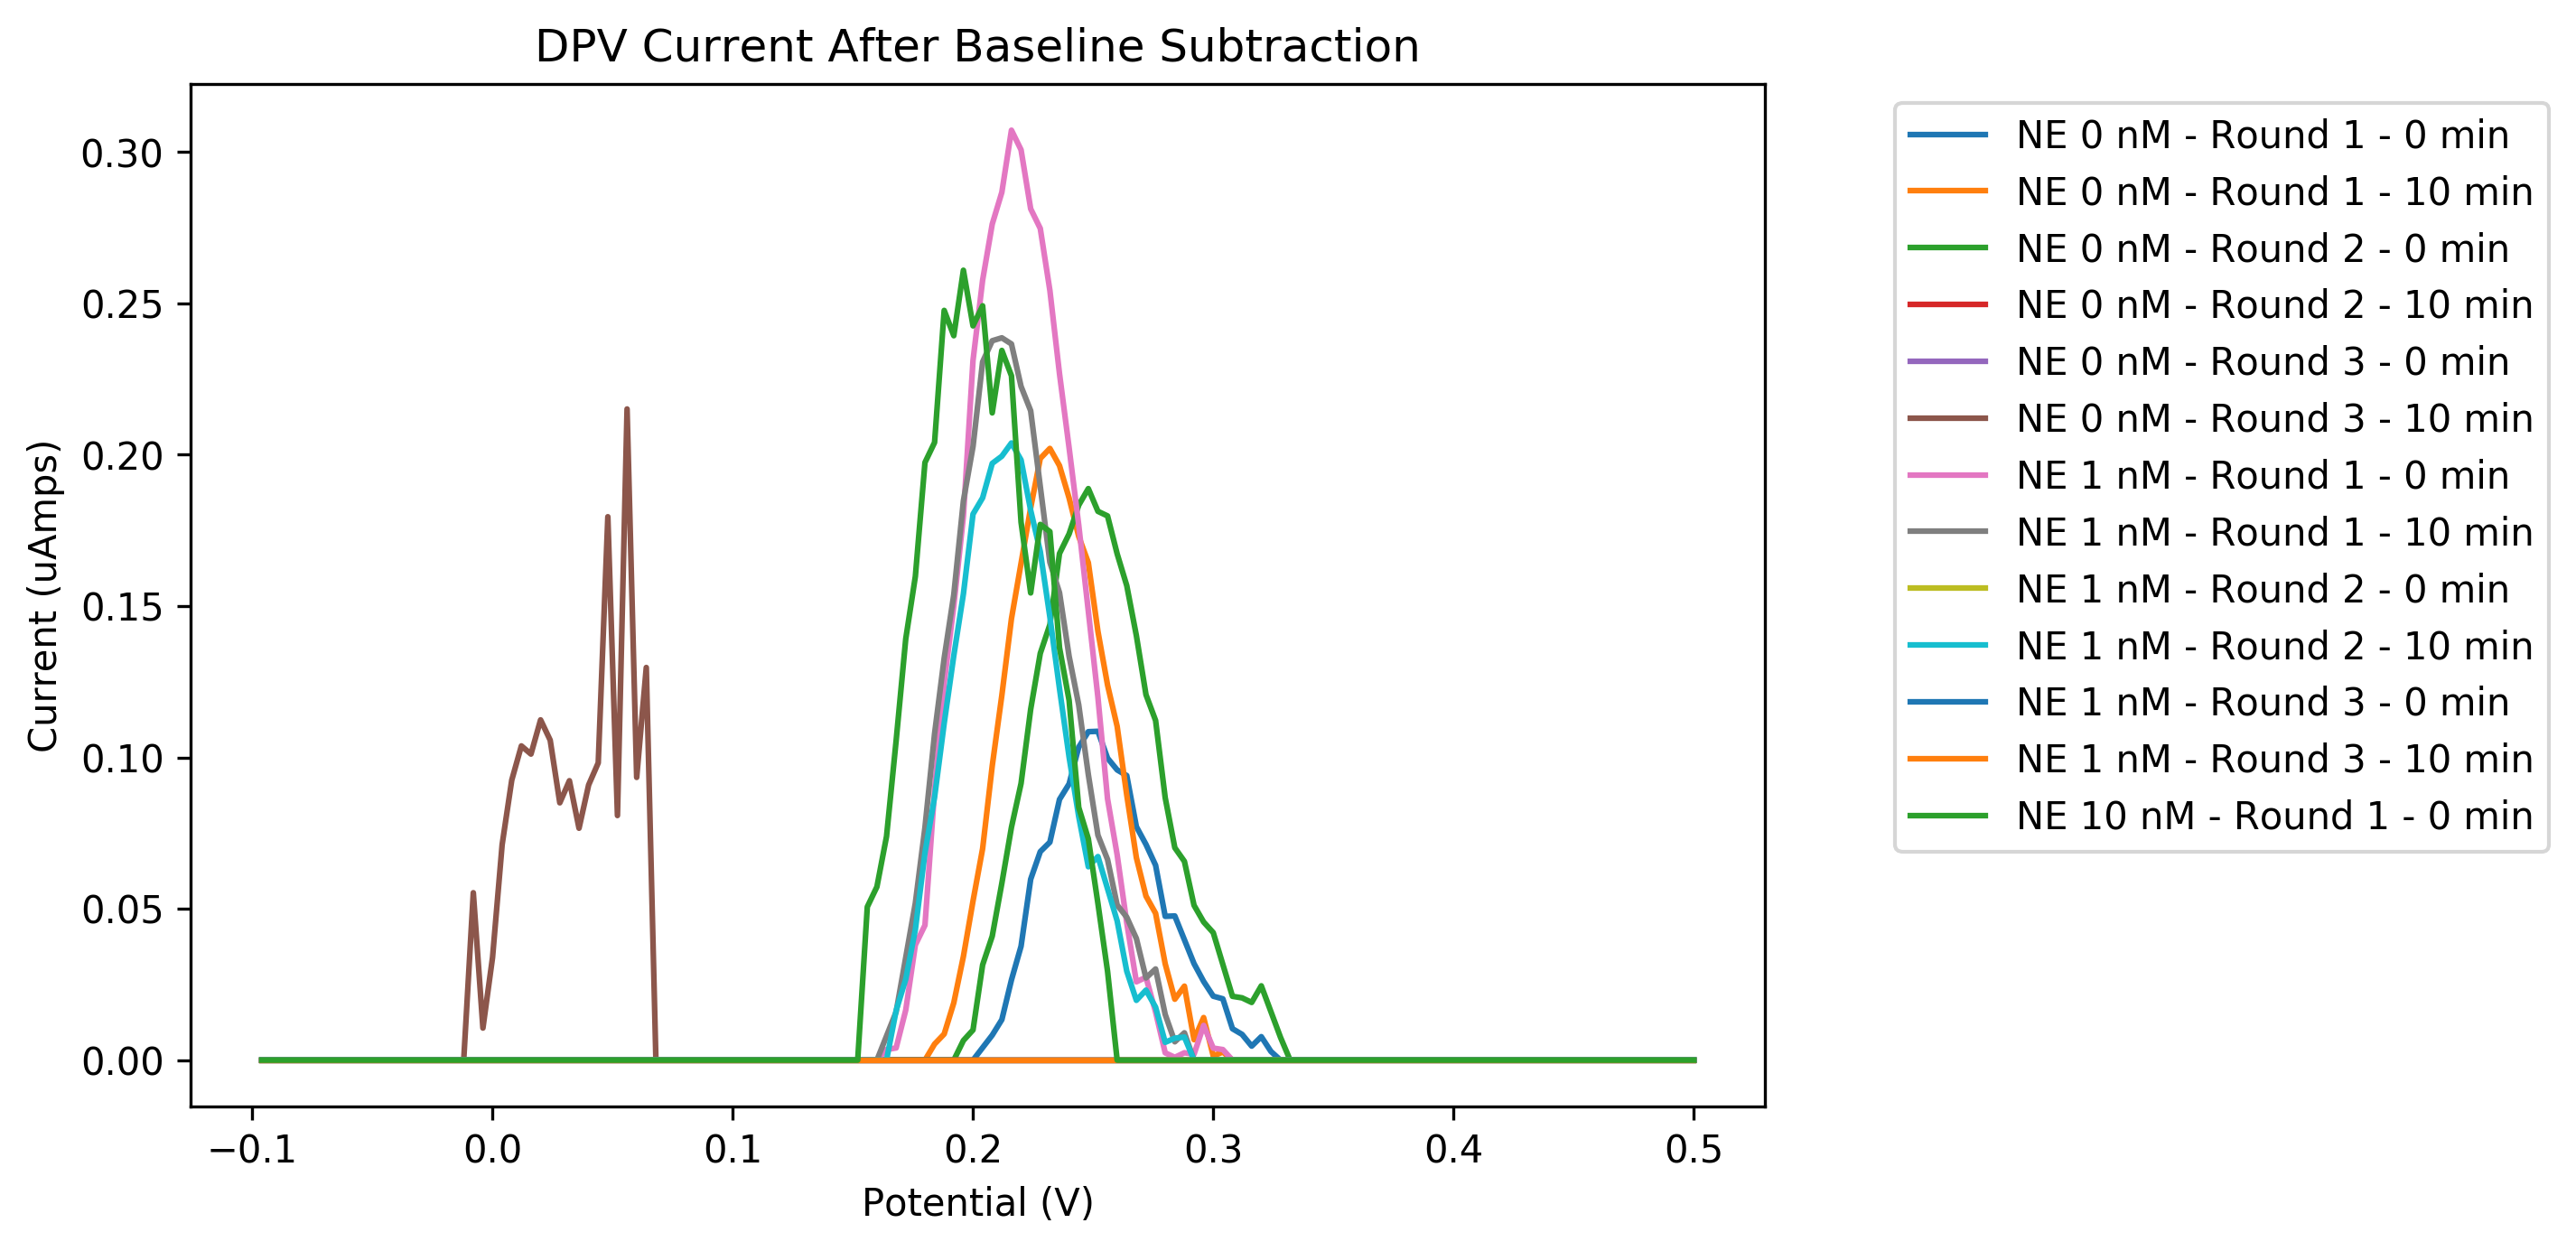 DPV Current After Baseline Subtraction
0.30
0.25
0.20
0.15
0.10
0.05
0.00
Current (uAmps)
−0.1 0.0 0.1 0.2 0.3 0.4 0.5
Potential (V)
NE 0 nM - Round 1 - 0 min
NE 0 nM - Round 1 - 10 min
NE 0 nM - Round 2 - 0 min
NE 0 nM - Round 2 - 10 min
NE 0 nM - Round 3 - 0 min
NE 0 nM - Round 3 - 10 min
NE 1 nM - Round 1 - 0 min
NE 1 nM - Round 1 - 10 min
NE 1 nM - Round 2 - 0 min
NE 1 nM - Round 2 - 10 min
NE 1 nM - Round 3 - 0 min
NE 1 nM - Round 3 - 10 min
NE 10 nM - Round 1 - 0 min